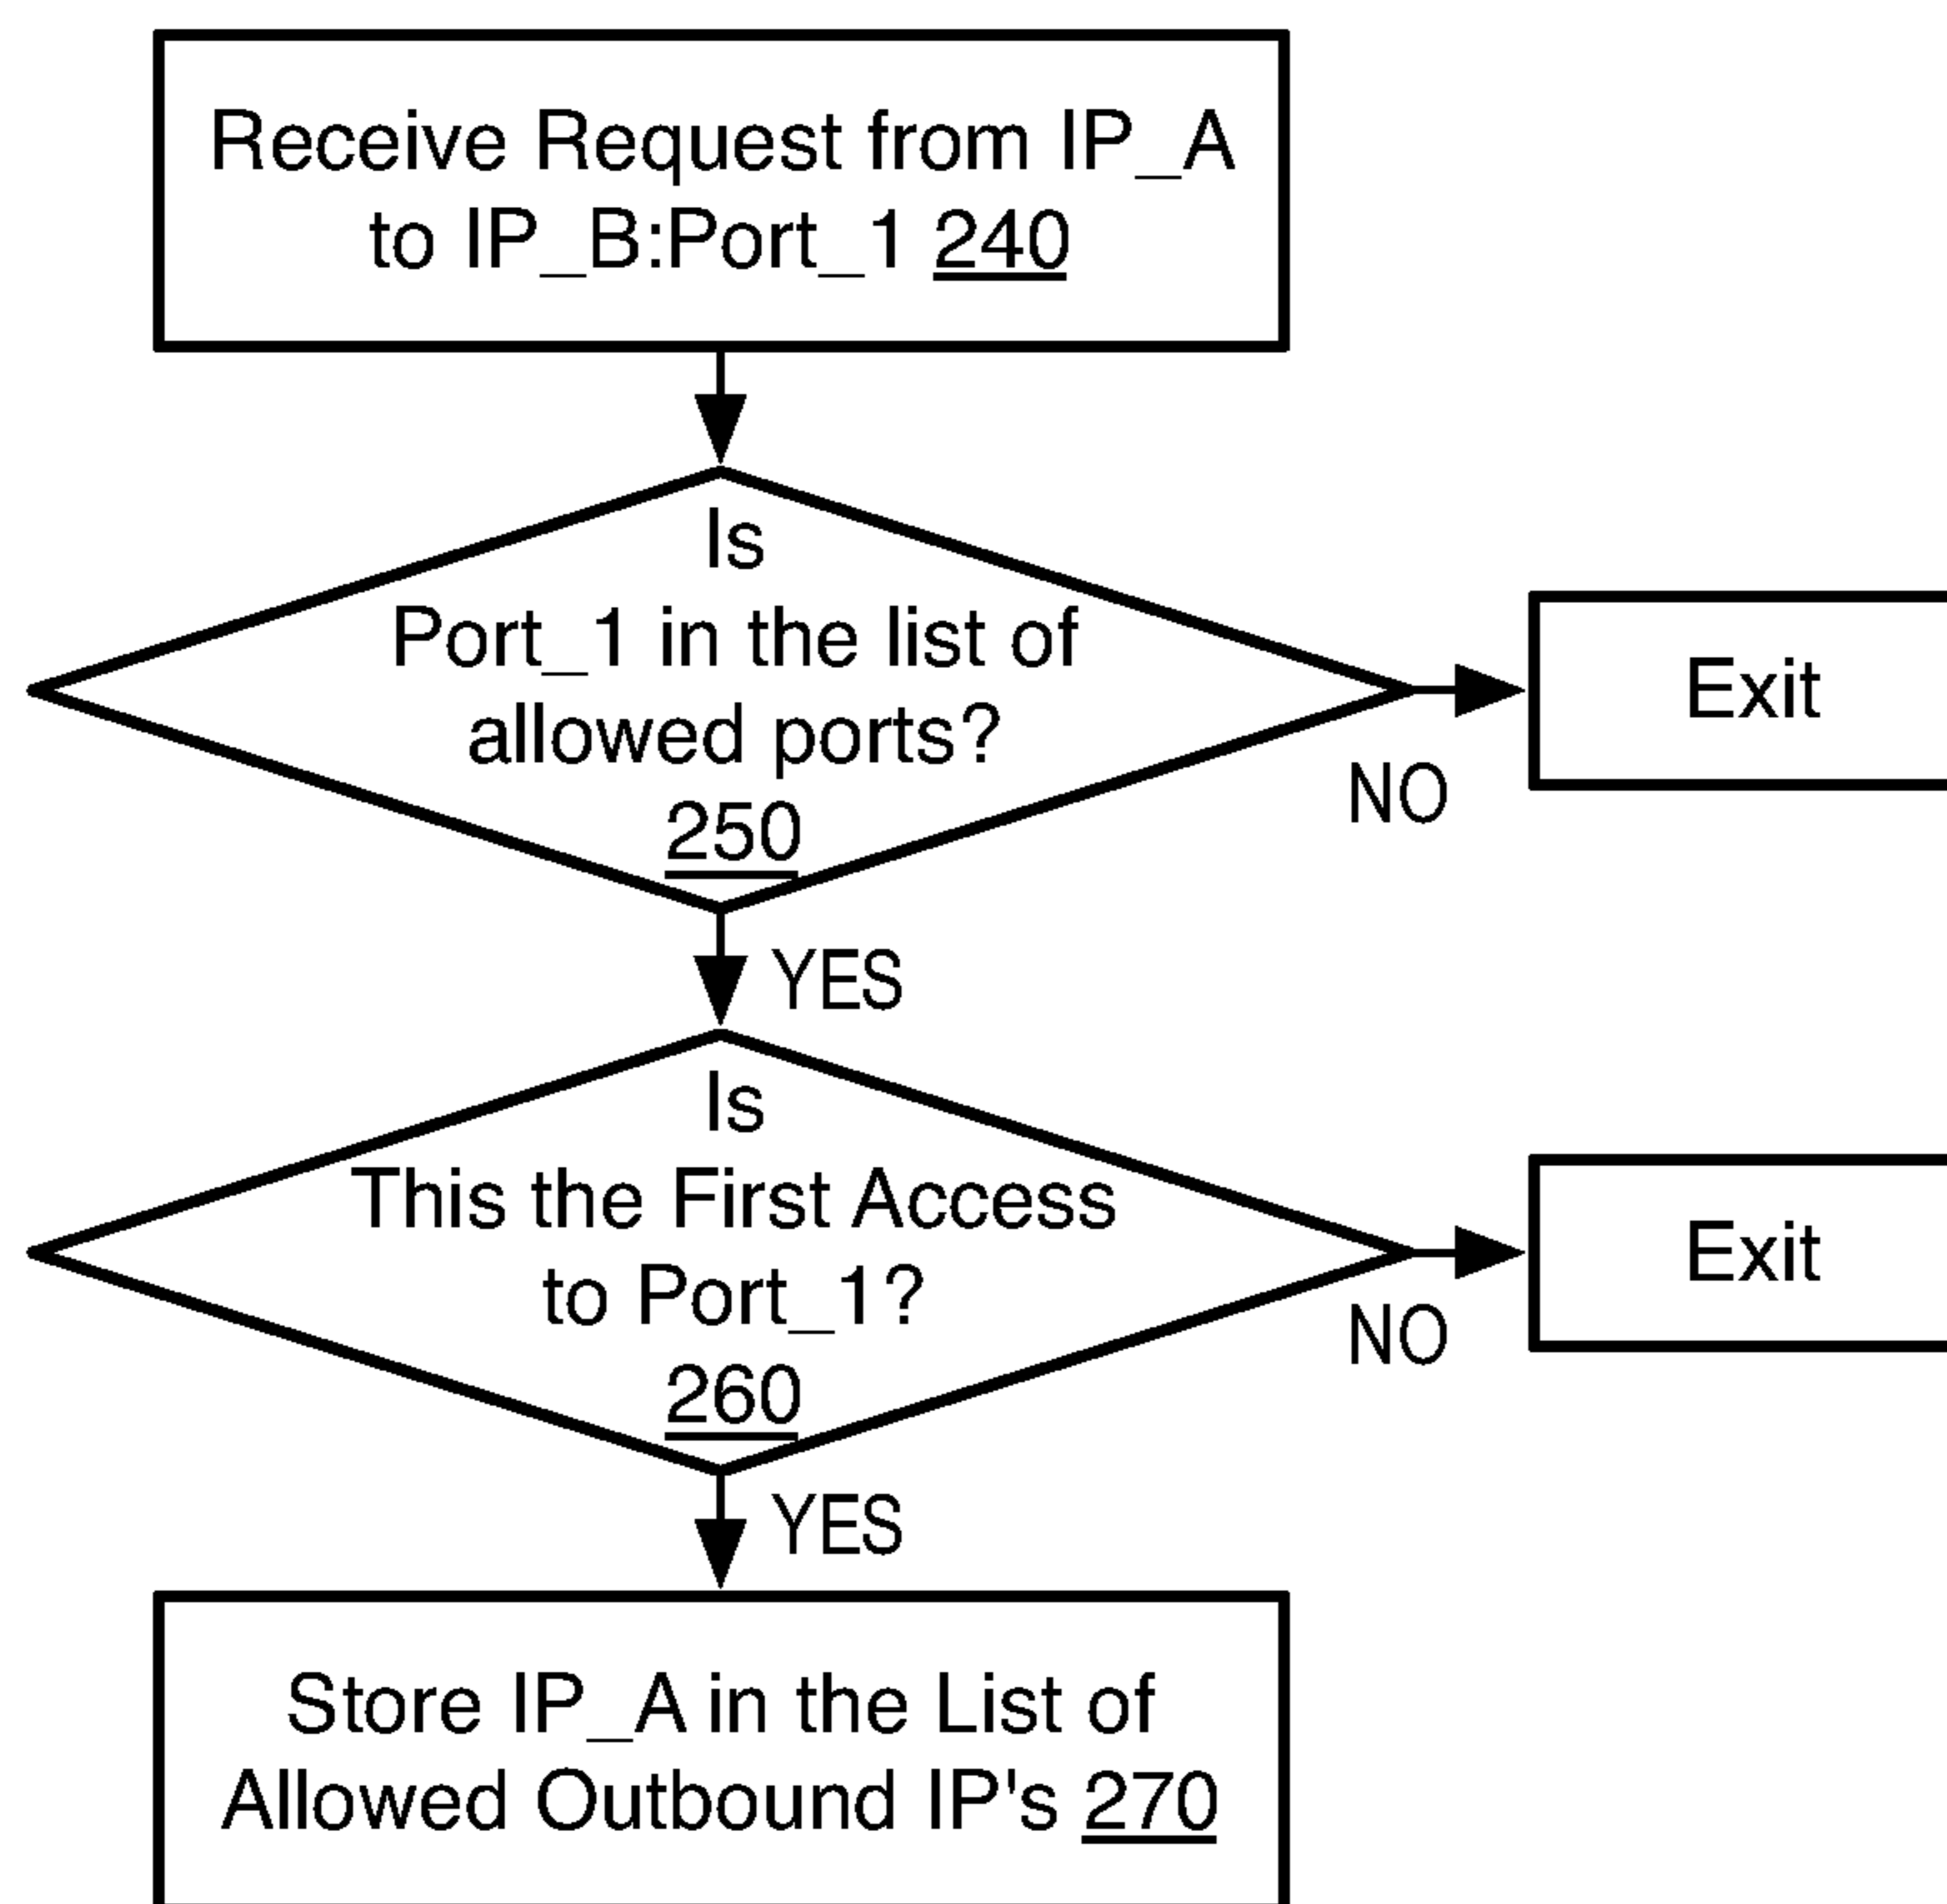 Receive Request from IP_A
to IP_B:Port_1 240
Is
Port_1 in the list of
allowed ports?
250
Exit
NO
YES
Is
This the First Access
to Port_1?
260
Exit
NO
YES
Store IP_A in the List of
Allowed Outbound IP's 270